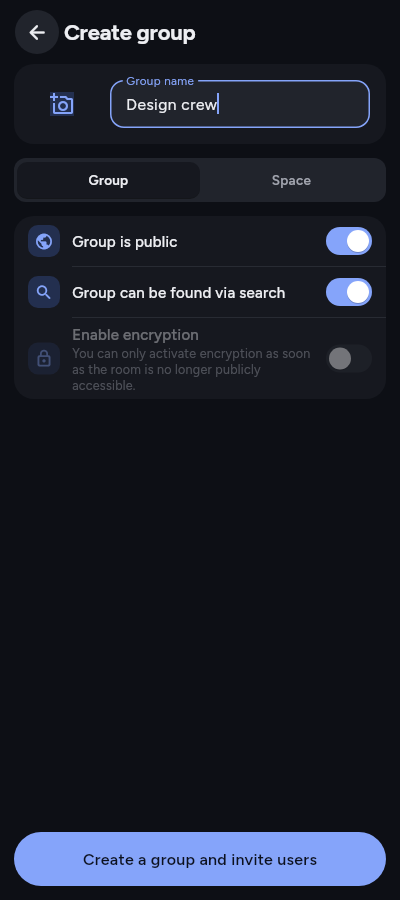 Create group
Group name
Design crew
Group
Space
Group is public
Group can be found via search
Enable encryption
You can only activate encryption as soon
as the room is no longer publicly
accessible.
Create a group and invite users